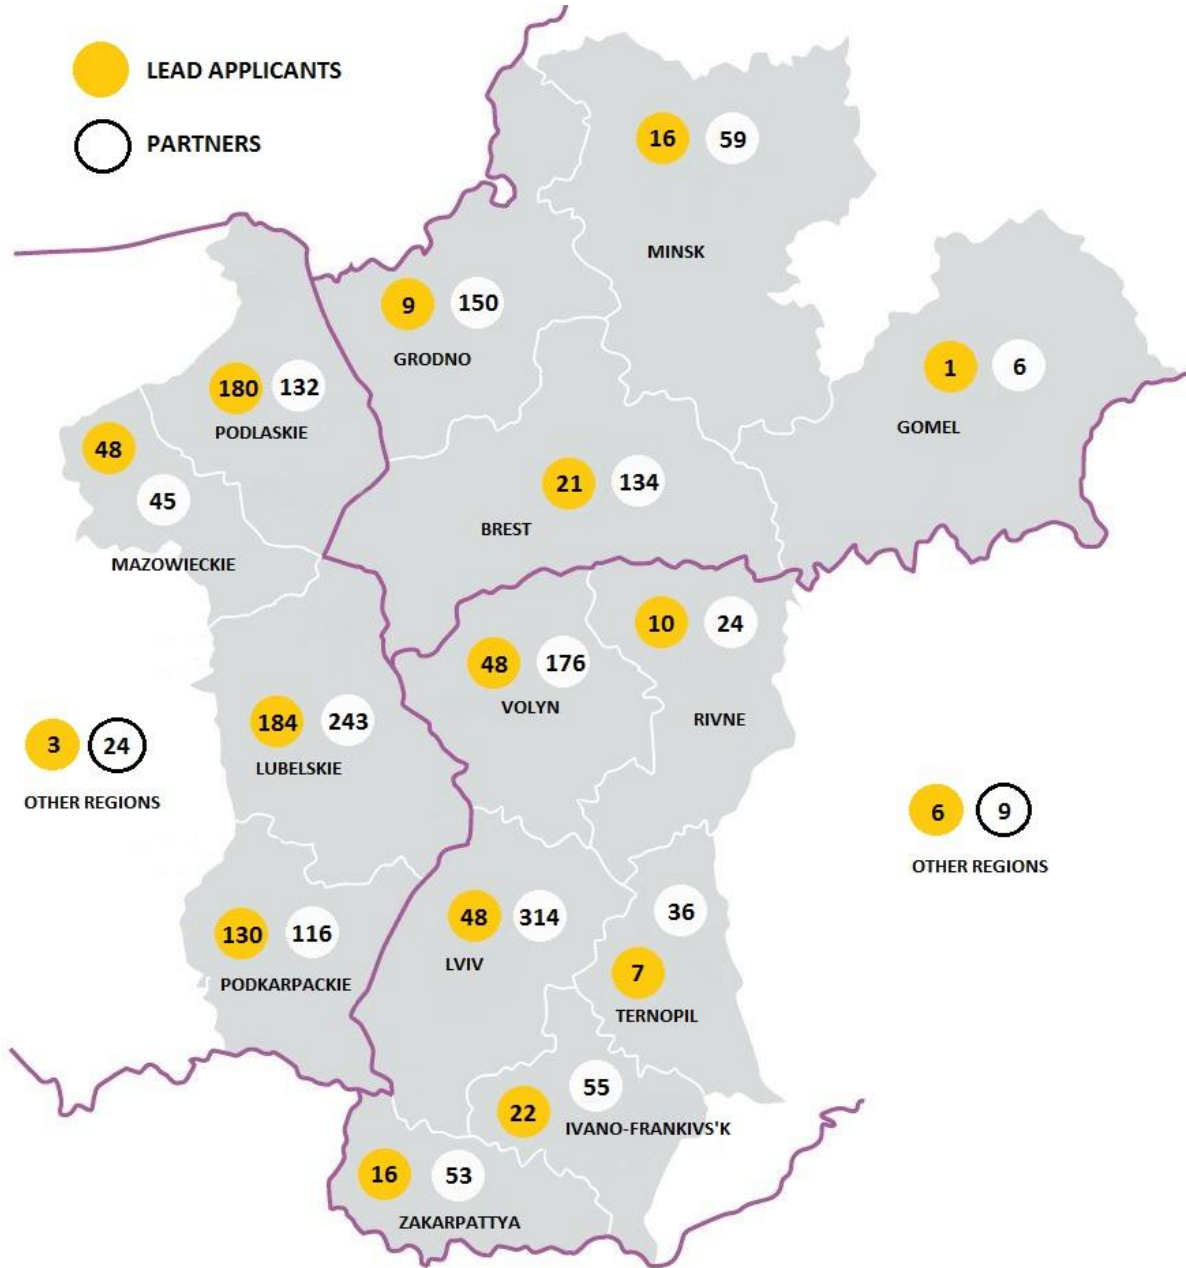 LEAD APPLICANTS
PARTNERS
16 59
MINSK
9 150
GRODNO
1 6
GOMEL
180 132
PODLASKIE
48
45
MAZOWIECKIE
21 134
BREST
10 24
RIVNE
48 176
VOLYN
184 243
LUBELSKIE
3 24
OTHER REGIONS
6 9
OTHER REGIONS
130 116
PODKARPACKIE
48 314
LVIV
36
7
TERNOPIL
55
22
IVANO-FRANKIVS'K
16 53
ZAKARPATTYA